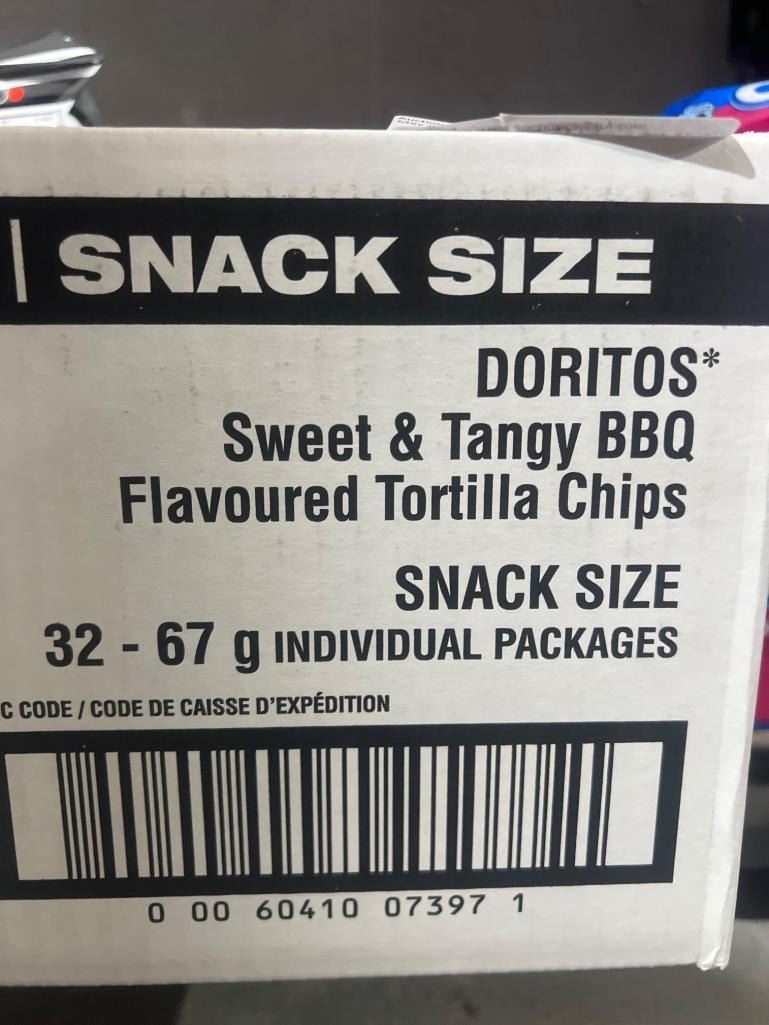 | SNACK SIZE
DORITOS*
Sweet & Tangy BBQ
Flavoured Tortilla Chips
SNACK SIZE
32 - 67 g INDIVIDUAL PACKAGES
C CODE / CODE DE CAISSE D'EXPÉDITION
0 00 60410 07397 1